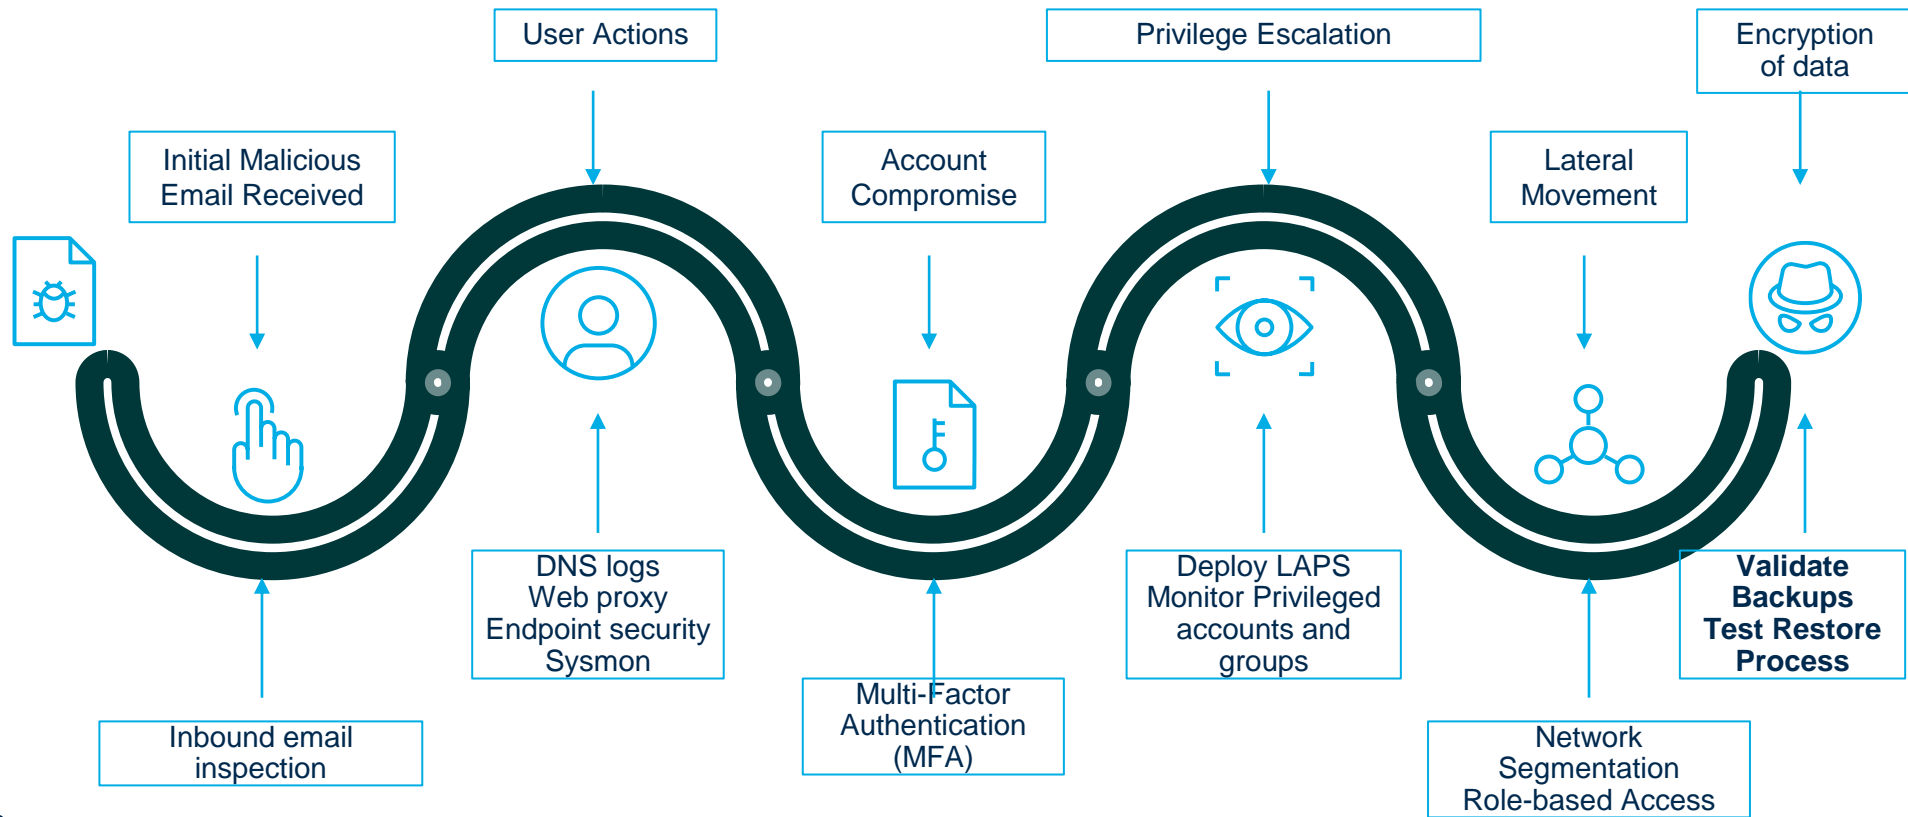 User Actions
Privilege Escalation
Encryption
of data
Initial Malicious
Email Received
Account
Compromise
Lateral
Movement
DNS logs
Web proxy
Endpoint security
Sysmon
Deploy LAPS
Monitor Privileged
accounts and
groups
Validate
Backups
Test Restore
Process
Multi-Factor
Authentication
(MFA)
Inbound email
inspection
Network
Segmentation
Role-based Access